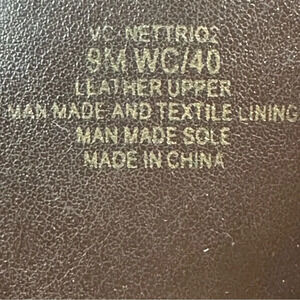 VC-NETTRIO2
9M WC/40
LEATHER UPPER
MAN MADE AND TEXTILE LINING
MAN MADE SOLE
MADE IN CHINA